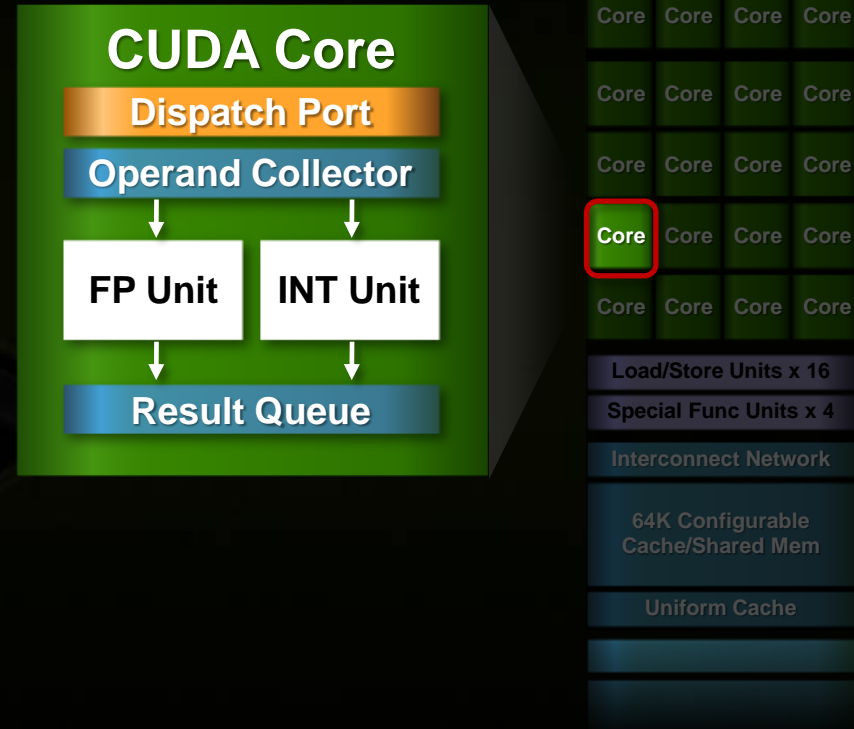 CUDA Core
Dispatch Port
Operand Collector
FP Unit INT Unit
Result Queue
Core Core Core Core
Core Core Core Core
Core Core Core Core
Core Core Core Core
Core Core Core Core
Load/Store Units x 16
Special Func Units x 4
Interconnect Network
64K Configurable
Cache/Shared Mem
Uniform Cache